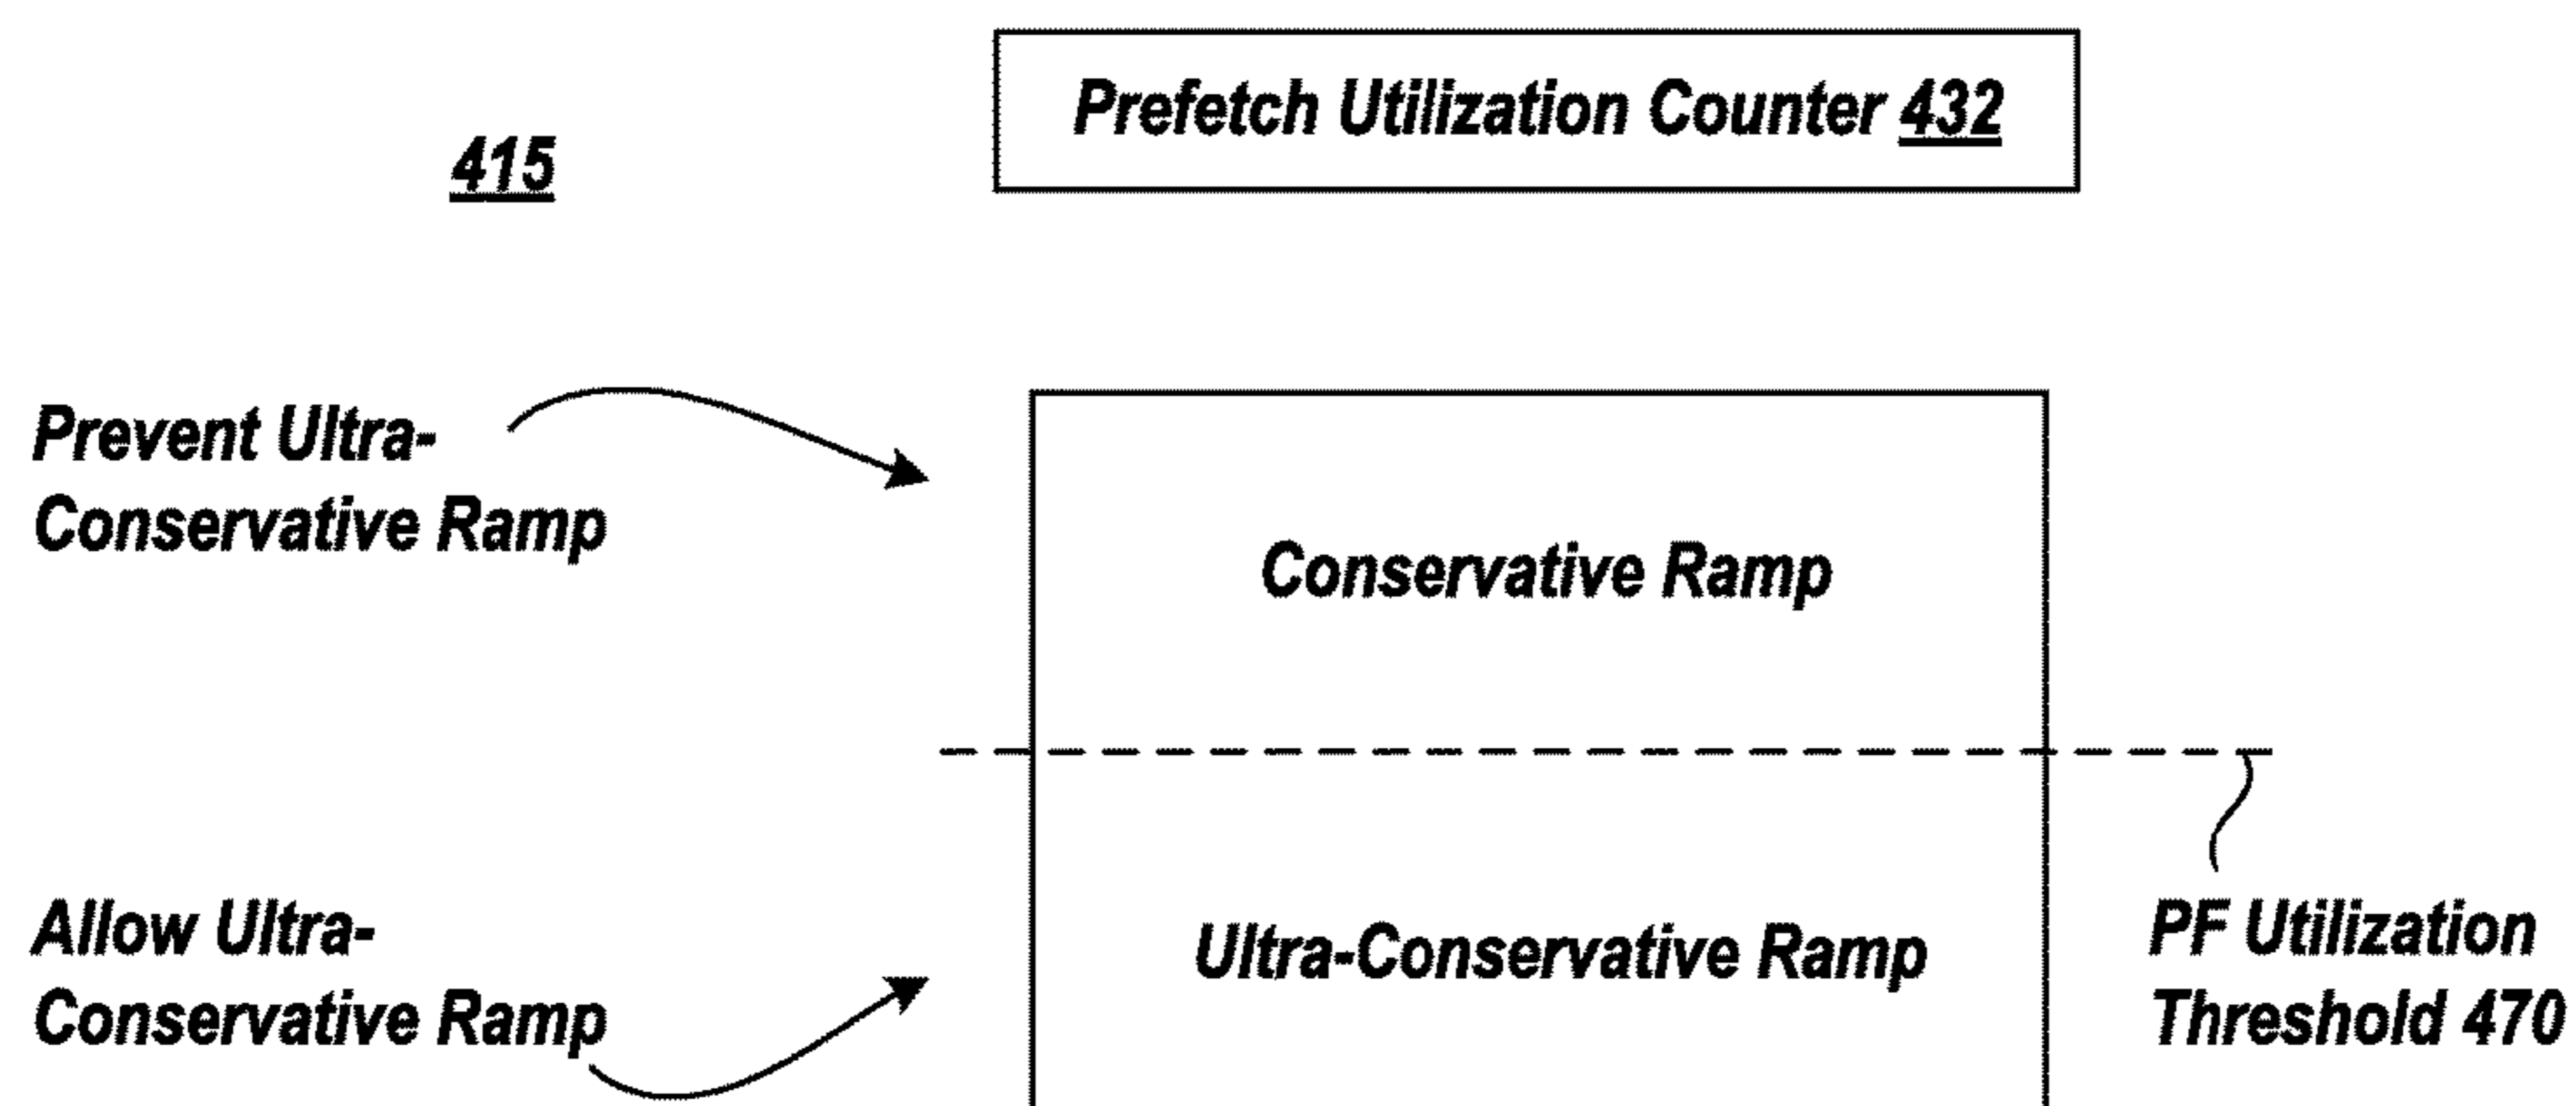 Prefetch Utilization Counter 432
415
Prevent Ultra-
Conservative Ramp
Conservative Ramp
Allow Ultra-
Conservative Ramp
Ultra-Conservative Ramp
PF Utilization
Threshold 470